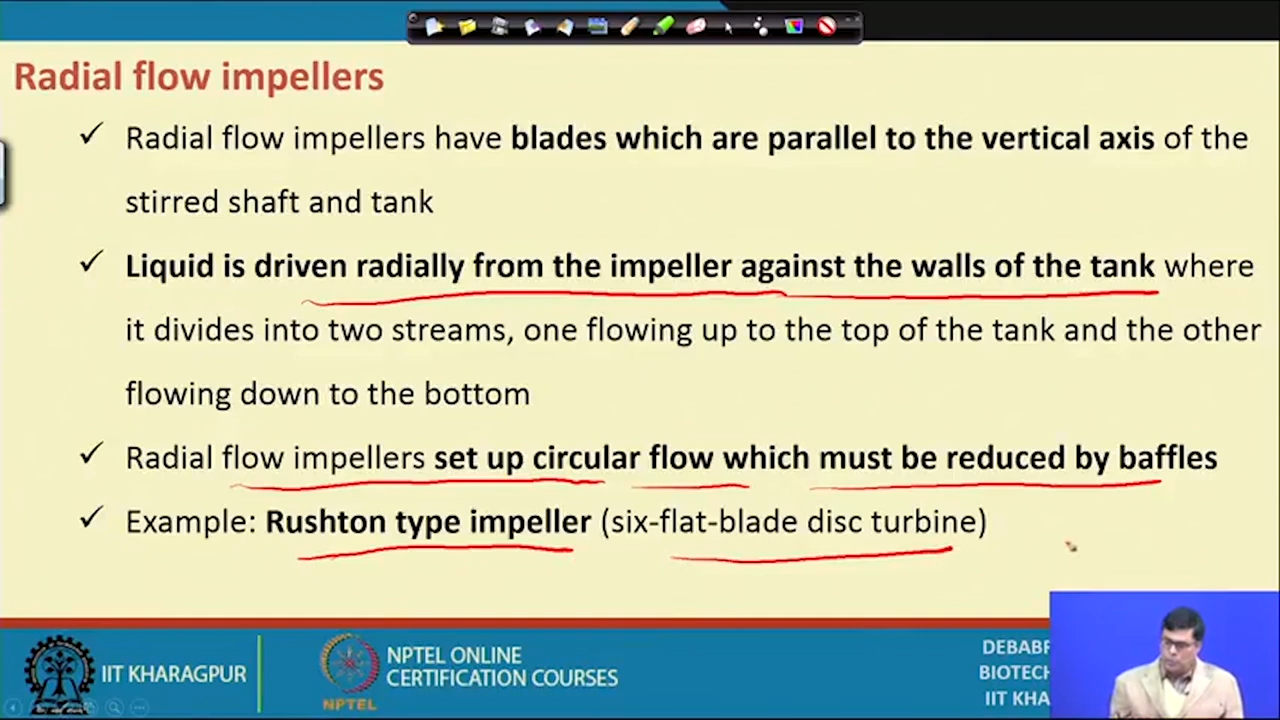 Radial flow impellers
✓ Radial flow impellers have blades which are parallel to the vertical axis of the
stirred shaft and tank
✓ Liquid is driven radially from the impeller against the walls of the tank where
it divides into two streams, one flowing up to the top of the tank and the other
flowing down to the bottom
✓ Radial flow impellers set up circular flow which must be reduced by baffles
✓ Example: Rushton type impeller (six-flat-blade disc turbine)
IIT KHARAGPUR
NPTEL
NPTEL ONLINE
CERTIFICATION COURSES
DEBABR
BIOTECH
IIT KHA